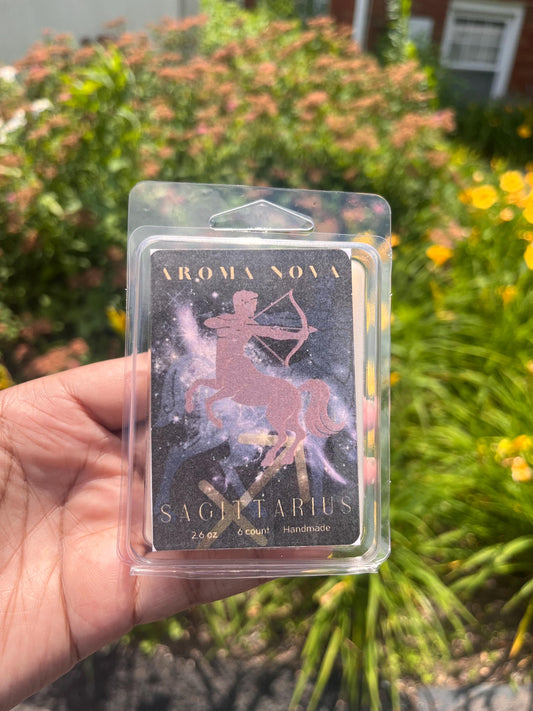 AROMA NOVA
SAGITTARIUS
2.6 oz 6 count Handmade